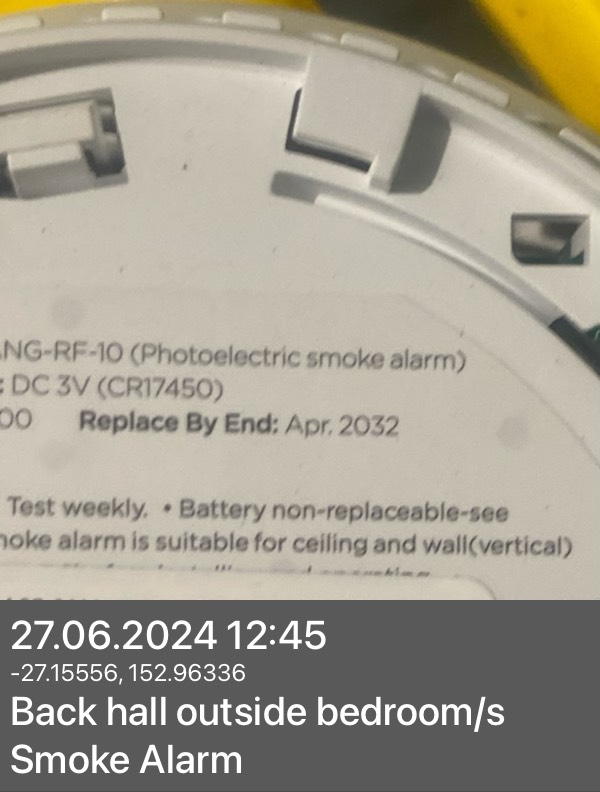 NG-RF-10 (Photoelectric smoke alarm)
: DC 3V (CR17450)
00 Replace By End: Apr. 2032
Test weekly. • Battery non-replaceable-see
moke alarm is suitable for ceiling and wall(vertical)
27.06.2024 12:45
-27.15556, 152.96336
Back hall outside bedroom/s
Smoke Alarm